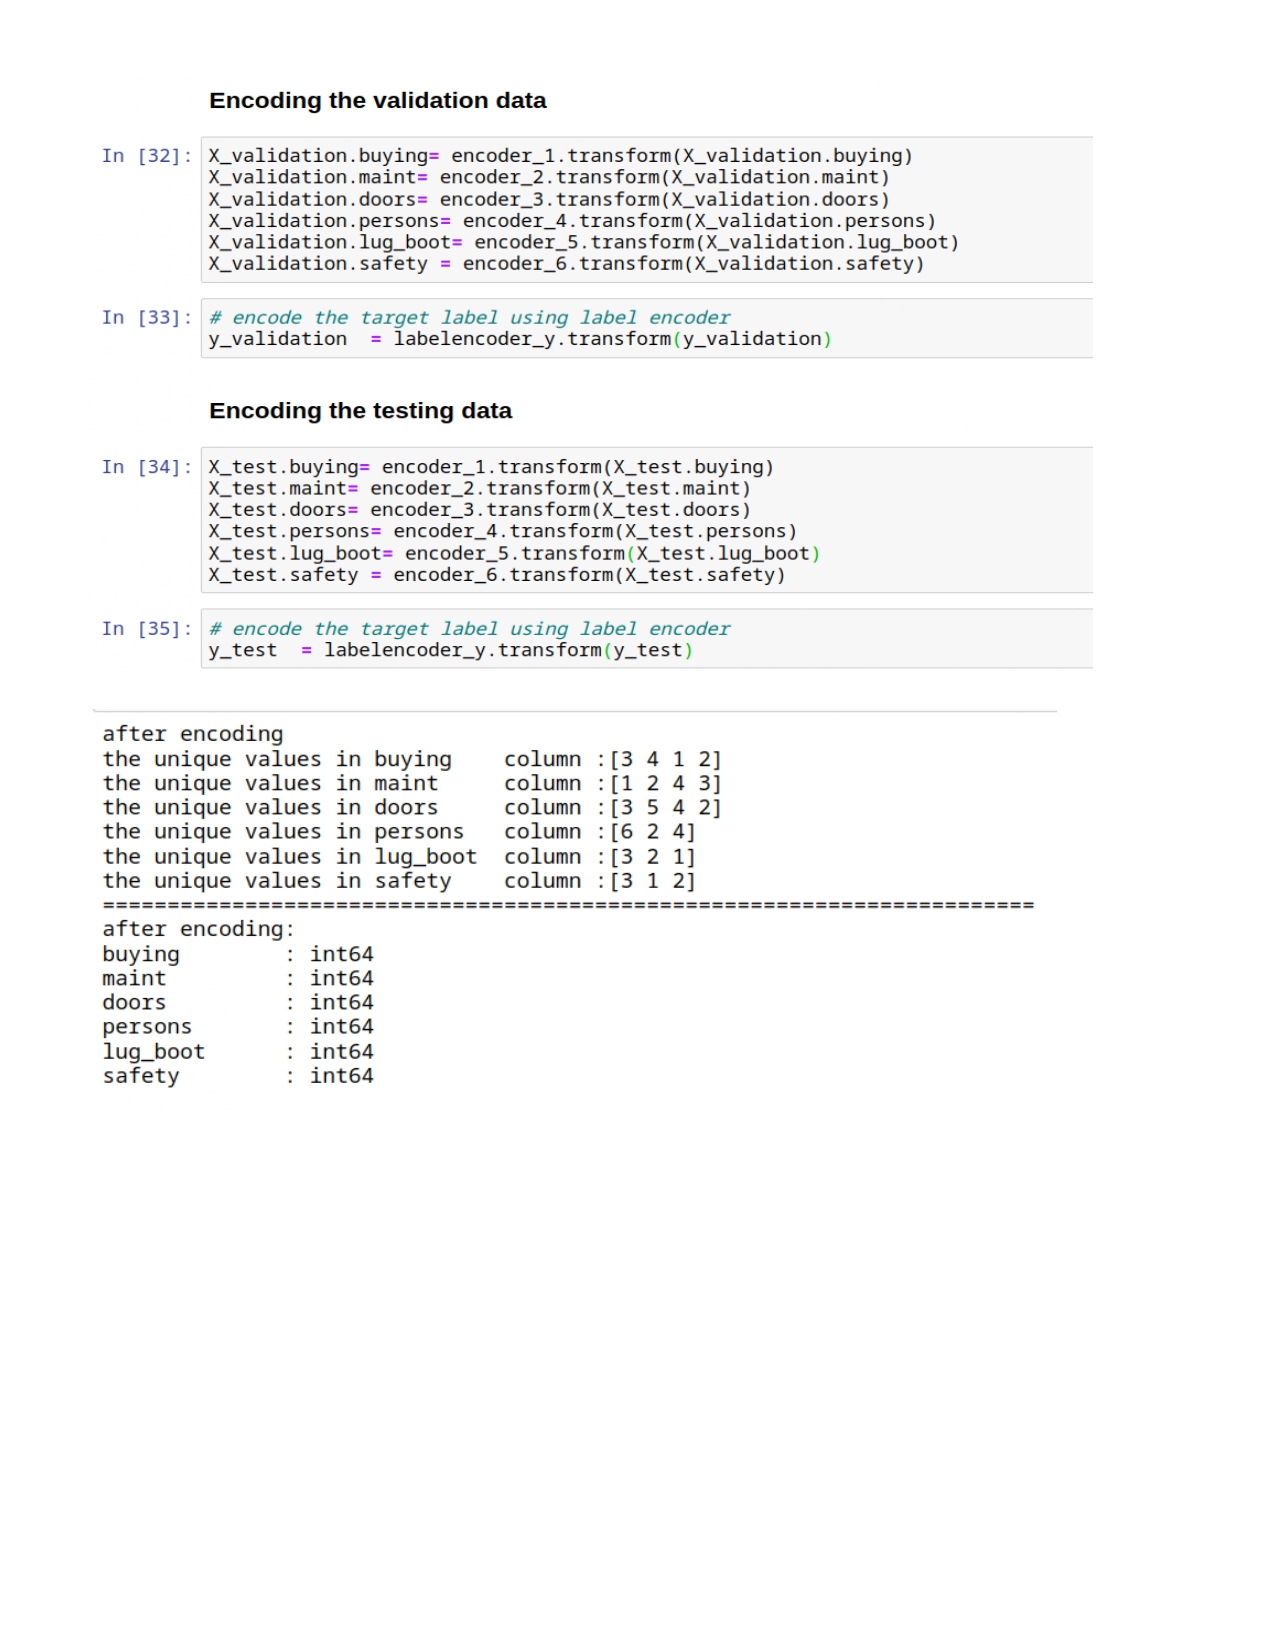 Encoding the validation data
In [32]: X_validation.buying= encoder_1.transform(X_validation.buying)
X_validation.maint= encoder_2.transform(X_validation.maint)
X_validation.doors= encoder_3.transform(X_validation.doors)
X_validation.persons= encoder_4.transform(X_validation.persons)
X_validation.lug_boot= encoder_5.transform(X_validation.lug_boot)
X_validation.safety = encoder_6.transform(X_validation.safety)
In [33]: # encode the target label using label encoder
y_validation  = labelencoder_y.transform(y_validation)
Encoding the testing data
In [34]: X_test.buying= encoder_1.transform(X_test.buying)
X_test.maint= encoder_2.transform(X_test.maint)
X_test.doors= encoder_3.transform(X_test.doors)
X_test.persons= encoder_4.transform(X_test.persons)
X_test.lug_boot= encoder_5.transform(X_test.lug_boot)
X_test.safety = encoder_6.transform(X_test.safety)
In [35]: # encode the target label using label encoder
y_test  = labelencoder_y.transform(y_test)
after encoding
the unique values in buying    column :[3 4 1 2]
the unique values in maint     column :[1 2 4 3]
the unique values in doors     column :[3 5 4 2]
the unique values in persons   column :[6 2 4]
the unique values in lug_boot  column :[3 2 1]
the unique values in safety    column :[3 1 2]
========================================================================
after encoding:
buying        : int64
maint         : int64
doors         : int64
persons       : int64
lug_boot      : int64
safety        : int64